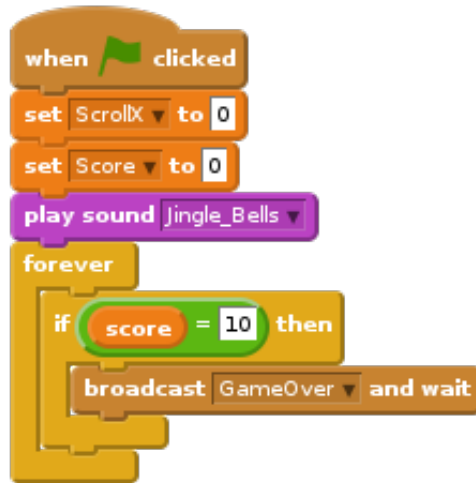 when clicked
set ScrollX to 0
set Score to 0
play sound Jingle_Bells
forever
if score = 10 then
broadcast GameOver and wait